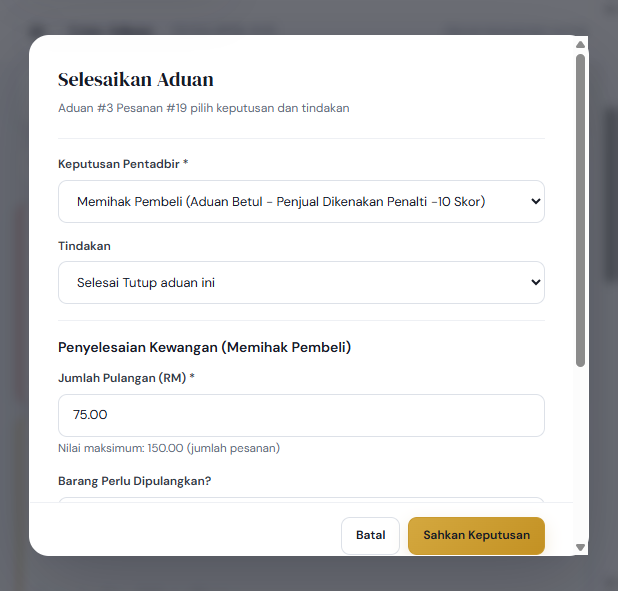 Selesaikan Aduan
Aduan #3 Pesanan #19 pilih keputusan dan tindakan
Keputusan Pentadbir *
Memihak Pembeli (Aduan Betul - Penjual Dikenakan Penalti -10 Skor)
Tindakan
Selesai Tutup aduan ini
Penyelesaian Kewangan (Memihak Pembeli)
Jumlah Pulangan (RM) *
75.00
Nilai maksimum: 150.00 (jumlah pesanan)
Barang Perlu Dipulangkan?
Batal
Sahkan Keputusan